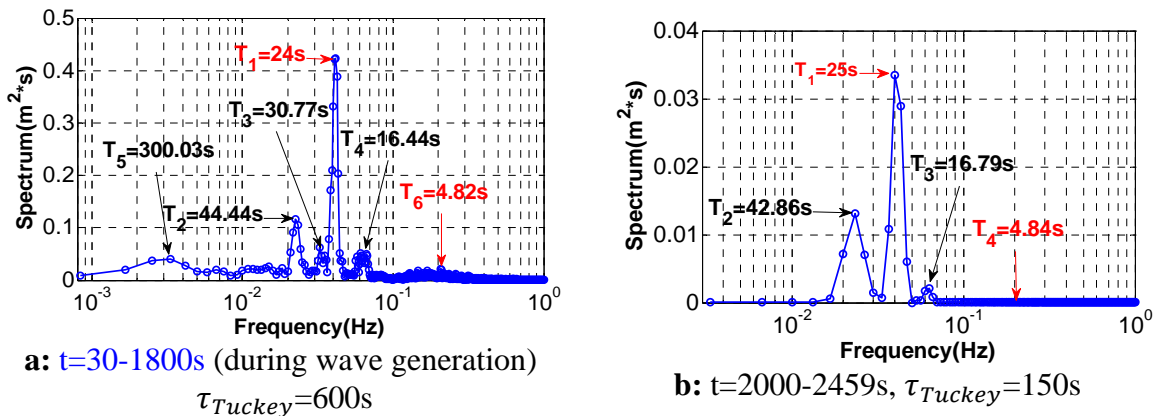 0.5
0.4
0.3
0.2
0.1
0
Spectrum(m²*s)
T₁=24s
T₃=30.77s
T₄=16.44s
T₅=300.03s
T₆=4.82s
T₂=44.44s
10⁻³
10⁻²
10⁻¹
10⁰
Frequency(Hz)
a: t=30-1800s (during wave generation)
τ_Tuckey=600s
0.04
0.03
0.02
0.01
0
Spectrum(m²*s)
T₁=25s
T₃=16.79s
T₂=42.86s
T₄=4.84s
10⁻²
10⁻¹
10⁰
Frequency(Hz)
b: t=2000-2459s, τ_Tuckey=150s